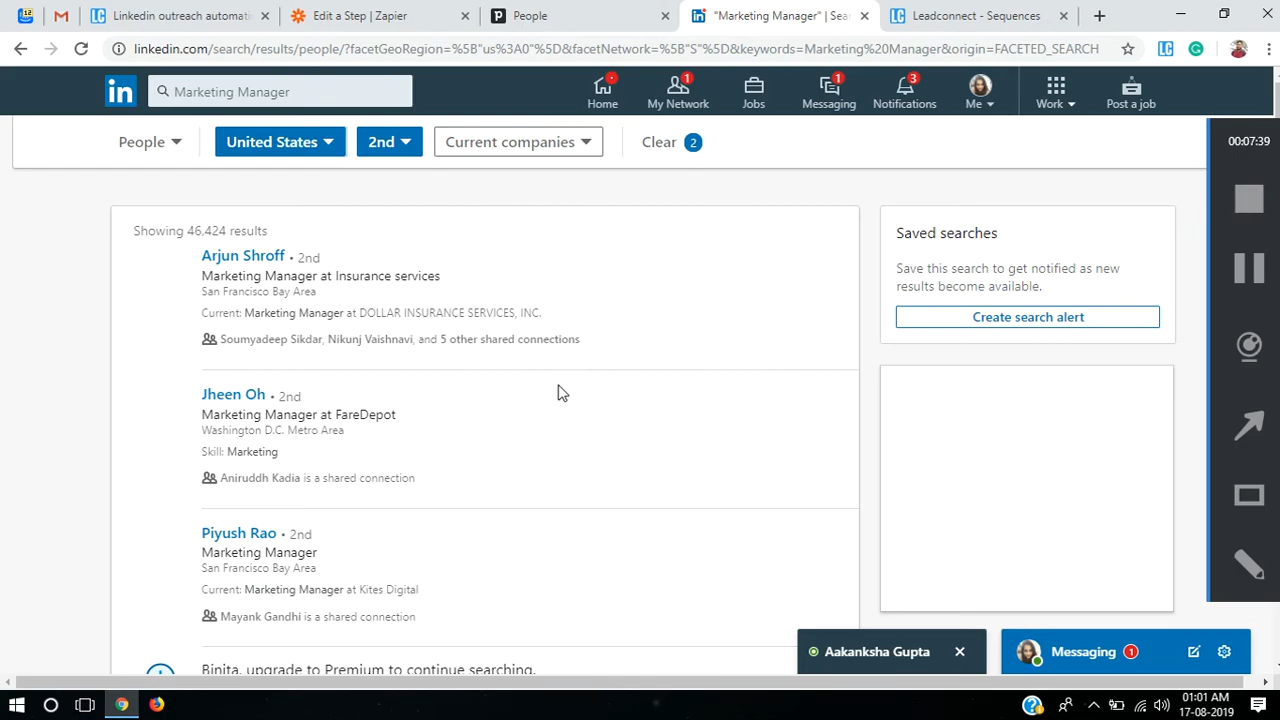 12
Linkedin outreach automati
Edit a Step | Zapier
People
"Marketing Manager" | Sea
Leadconnect - Sequences
linkedin.com/search/results/people/?facetGeoRegion=%5B"us%3A0"%5D&facetNetwork=%5B"S"%5D&keywords=Marketing%20Manager&origin=FACETED_SEARCH
in
Marketing Manager
Home
1
My Network
Jobs
1
Messaging
3
Notifications
Me
Work
Post a job
People
United States
2nd
Current companies
Clear 2
00:07:39
Showing 46,424 results
Arjun Shroff • 2nd
Marketing Manager at Insurance services
San Francisco Bay Area
Current: Marketing Manager at DOLLAR INSURANCE SERVICES, INC.
Soumyadeep Sikdar, Nikunj Vaishnavi, and 5 other shared connections
Jheen Oh • 2nd
Marketing Manager at FareDepot
Washington D.C. Metro Area
Skill: Marketing
Aniruddh Kadia is a shared connection
Piyush Rao • 2nd
Marketing Manager
San Francisco Bay Area
Current: Marketing Manager at Kites Digital
Mayank Gandhi is a shared connection
Binita, upgrade to Premium to continue searching.
Saved searches
Save this search to get notified as new
results become available.
Create search alert
Aakanksha Gupta
Messaging 1
01:01 AM
17-08-2019